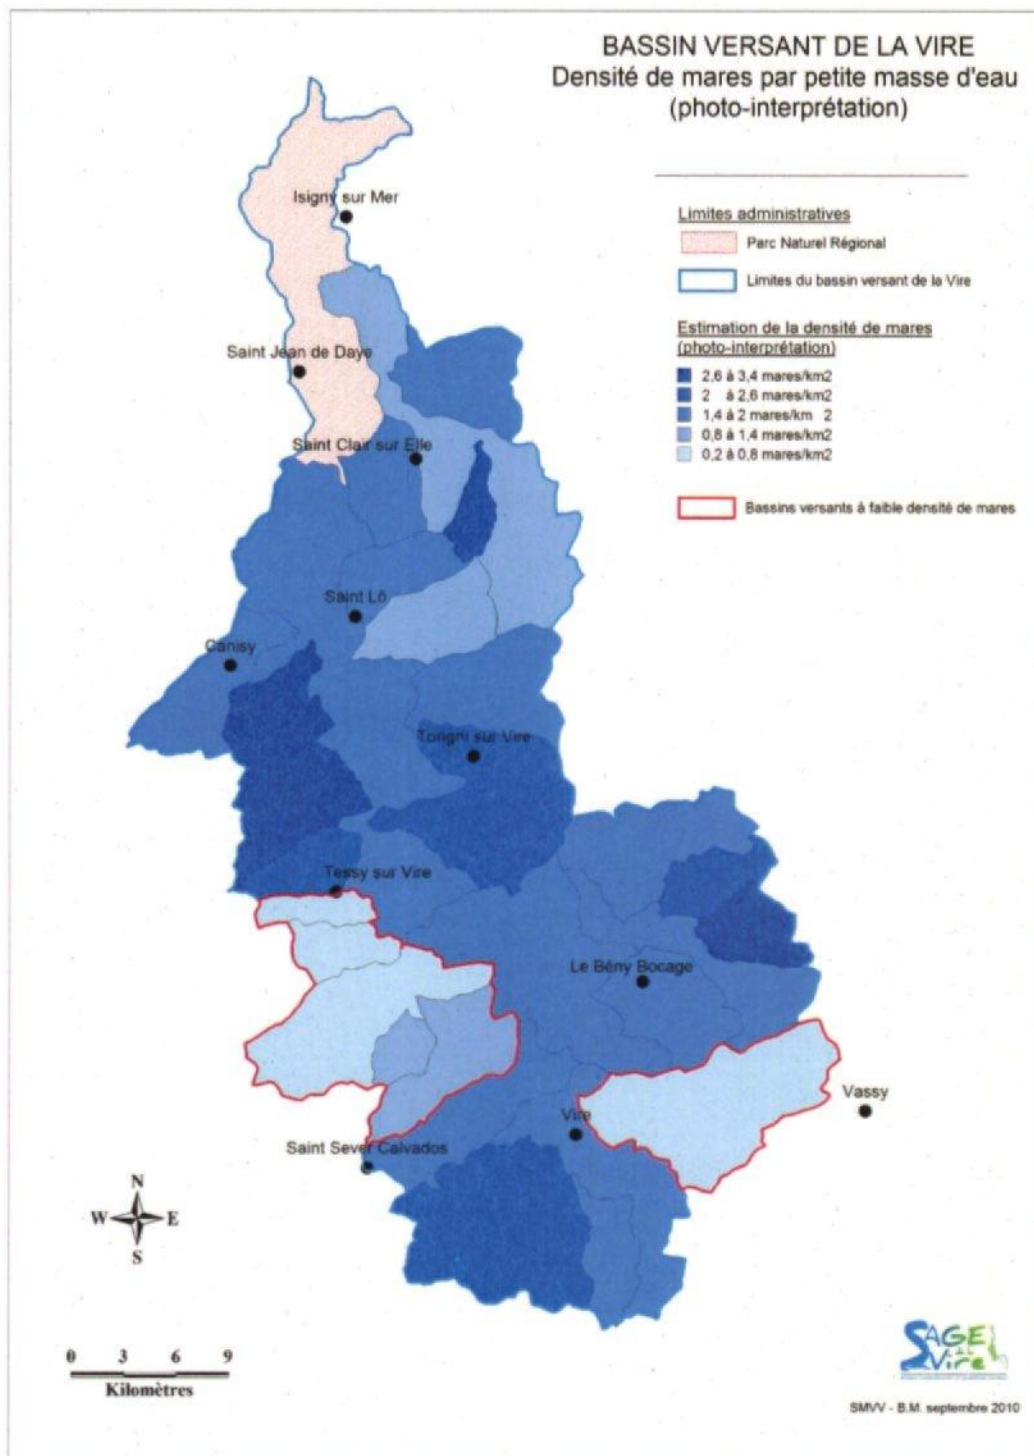 BASSIN VERSANT DE LA VIRE
Densité de mares par petite masse d'eau
(photo-interprétation)
Limites administratives
Parc Naturel Régional
Limites du bassin versant de la Vire
Estimation de la densité de mares
(photo-interprétation)
2,6 à 3,4 mares/km2
2 à 2,6 mares/km2
1,4 à 2 mares/km 2
0,8 à 1,4 mares/km2
0,2 à 0,8 mares/km2
Bassins versants à faible densité de mares
Isigny sur Mer
Saint Jean de Daye
Saint Clair sur Elle
Saint Lô
Canisy
Torigni sur Vire
Tessy sur Vire
Le Bény Bocage
Vassy
Vire
Saint Sever Calvados
N
W E
S
0 3 6 9
Kilomètres
SAGE
Vire
SMVV - B.M. septembre 2010